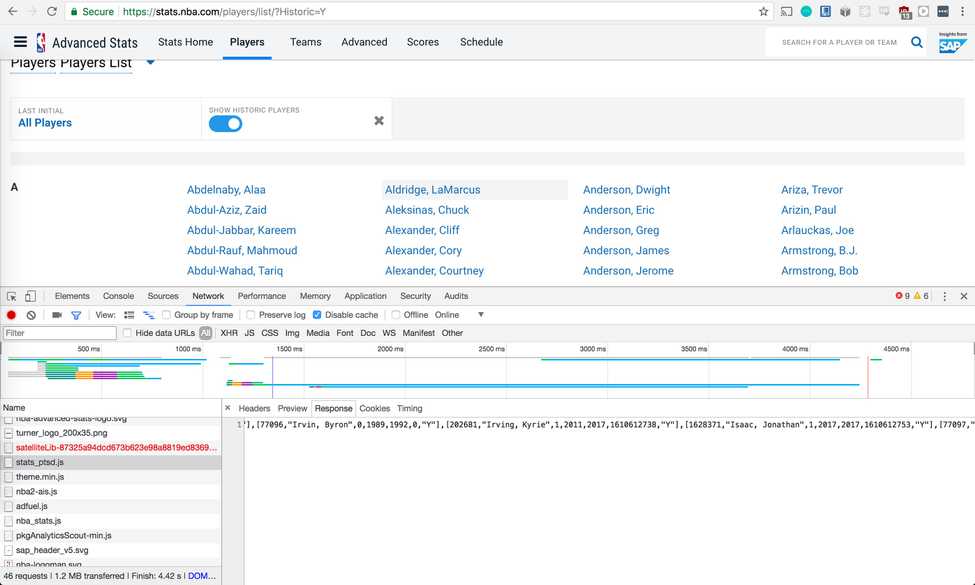 Secure https://stats.nba.com/players/list/?Historic=Y
13
Advanced Stats Stats Home Players Teams Advanced Scores Schedule SEARCH FOR A PLAYER OR TEAM Insights from SAP
Players Players List
LAST INITIAL SHOW HISTORIC PLAYERS
All Players
A Abdelnaby, Alaa Aldridge, LaMarcus Anderson, Dwight Ariza, Trevor
Abdul-Aziz, Zaid Aleksinas, Chuck Anderson, Eric Arizin, Paul
Abdul-Jabbar, Kareem Alexander, Cliff Anderson, Greg Arlauckas, Joe
Abdul-Rauf, Mahmoud Alexander, Cory Anderson, James Armstrong, B.J.
Abdul-Wahad, Tariq Alexander, Courtney Anderson, Jerome Armstrong, Bob
Elements Console Sources Network Performance Memory Application Security Audits 9 6
View: Group by frame Preserve log Disable cache Offline Online
Filter Hide data URLs All XHR JS CSS Img Media Font Doc WS Manifest Other
500 ms 1000 ms 1500 ms 2000 ms 2500 ms 3000 ms 3500 ms 4000 ms 4500 ms
Name Headers Preview Response Cookies Timing
nba-advanced-stats-logo.svg
1 "],[77096,"Irvin, Byron",0,1989,1992,0,"Y"],[202681,"Irving, Kyrie",1,2011,2017,1610612738,"Y"],[1628371,"Isaac, Jonathan",1,2017,2017,1610612753,"Y"],[77097,"
turner_logo_200x35.png
satelliteLib-87325a94dcd673b623e98a8819ed8369...
stats_ptsd.js
theme.min.js
nba2-ais.js
adfuel.js
nba_stats.js
pkgAnalyticsScout-min.js
sap_header_v5.svg
nba-logoman.svg
46 requests | 1.2 MB transferred | Finish: 4.42 s | DOM...